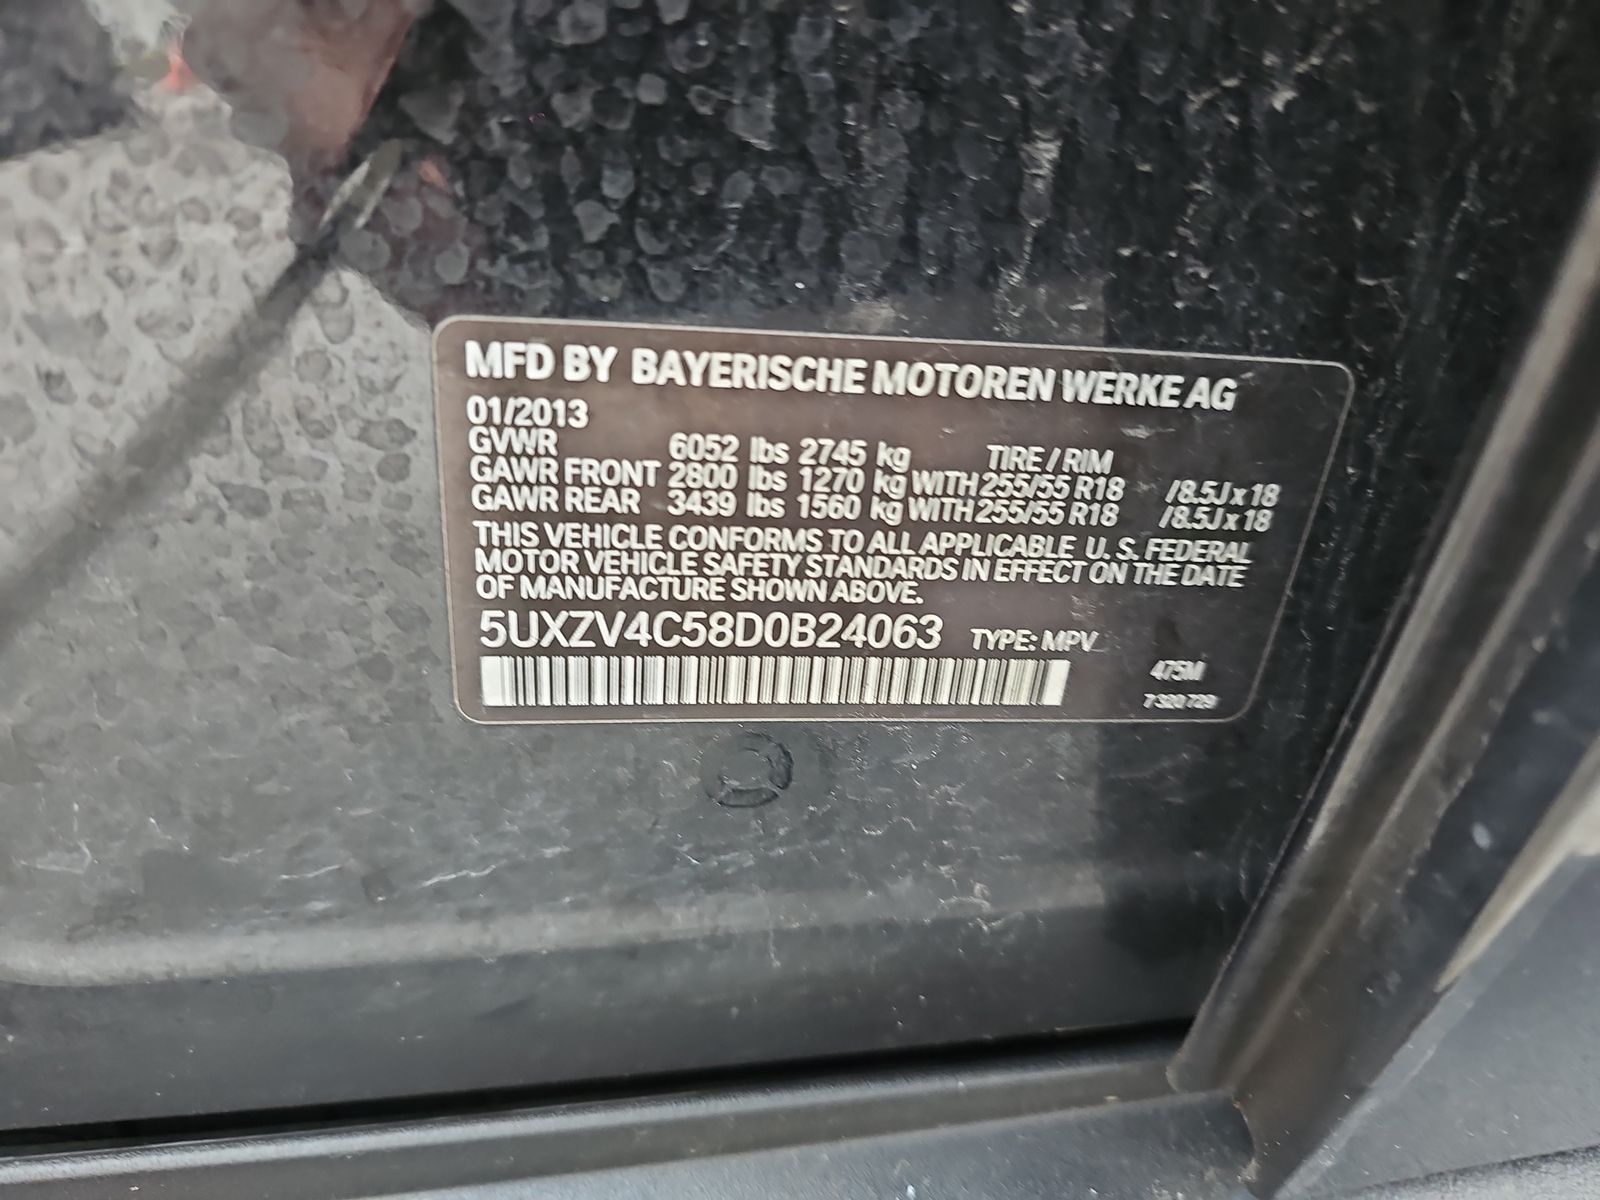 MFD BY BAYERISCHE MOTOREN WERKE AG
01/2013
GVWR 6052 lbs 2745 kg TIRE / RIM
GAWR FRONT 2800 lbs 1270 kg WITH 255/55 R18 /8.5J x 18
GAWR REAR 3439 lbs 1560 kg WITH 255/55 R18 /8.5J x 18
THIS VEHICLE CONFORMS TO ALL APPLICABLE U. S. FEDERAL
MOTOR VEHICLE SAFETY STANDARDS IN EFFECT ON THE DATE
OF MANUFACTURE SHOWN ABOVE.
5UXZV4C58D0B24063 TYPE: MPV
475M
7 320 729